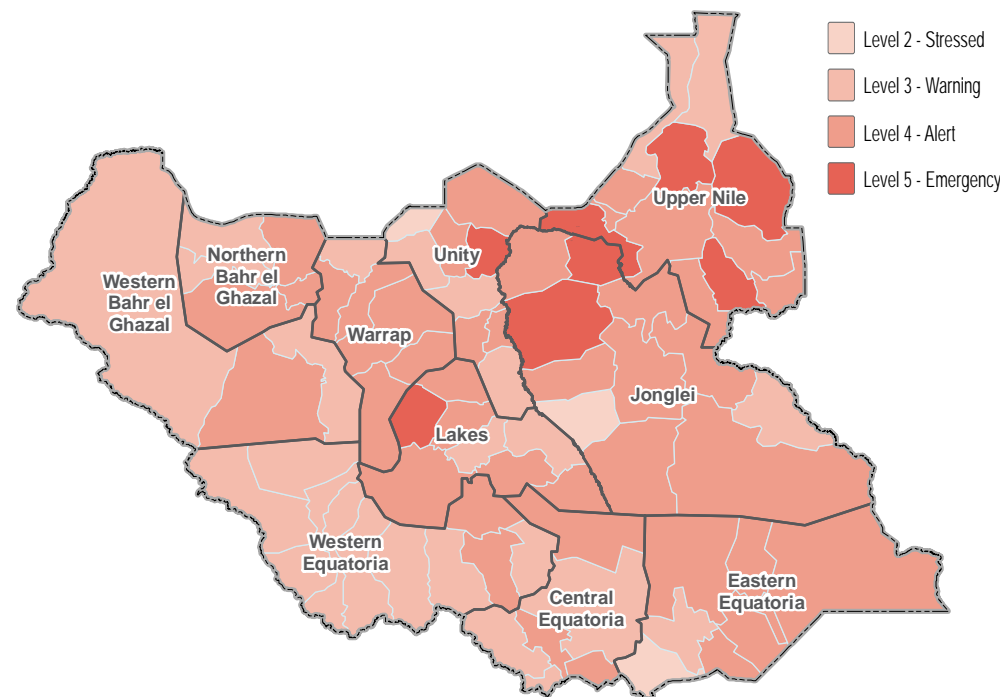 Level 2 - Stressed
Level 3 - Warning
Level 4 - Alert
Level 5 - Emergency
Upper Nile
Unity
Northern
Bahr el
Ghazal
Western
Bahr el
Ghazal
Warrap
Jonglei
Lakes
Western
Equatoria
Central
Equatoria
Eastern
Equatoria